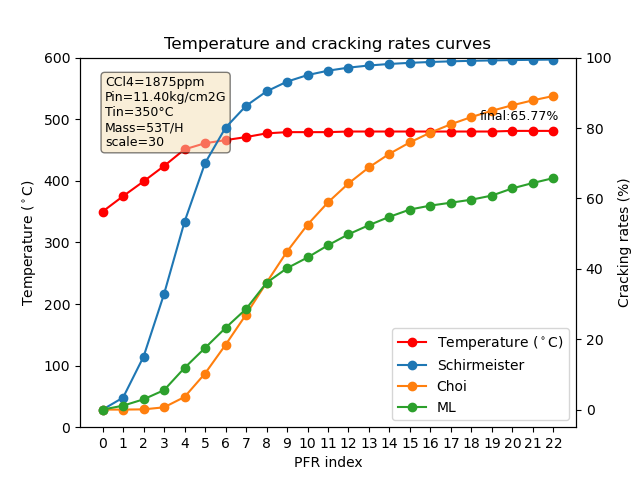 Temperature and cracking rates curves
CCl4=1875ppm
Pin=11.40kg/cm2G
Tin=350°C
Mass=53T/H
scale=30
final:65.77%
Temperature (°C)
Schirmeister
Choi
ML
600
500
400
300
200
100
0
Temperature (°C)
100
80
60
40
20
0
Cracking rates (%)
0 1 2 3 4 5 6 7 8 9 10 11 12 13 14 15 16 17 18 19 20 21 22
PFR index